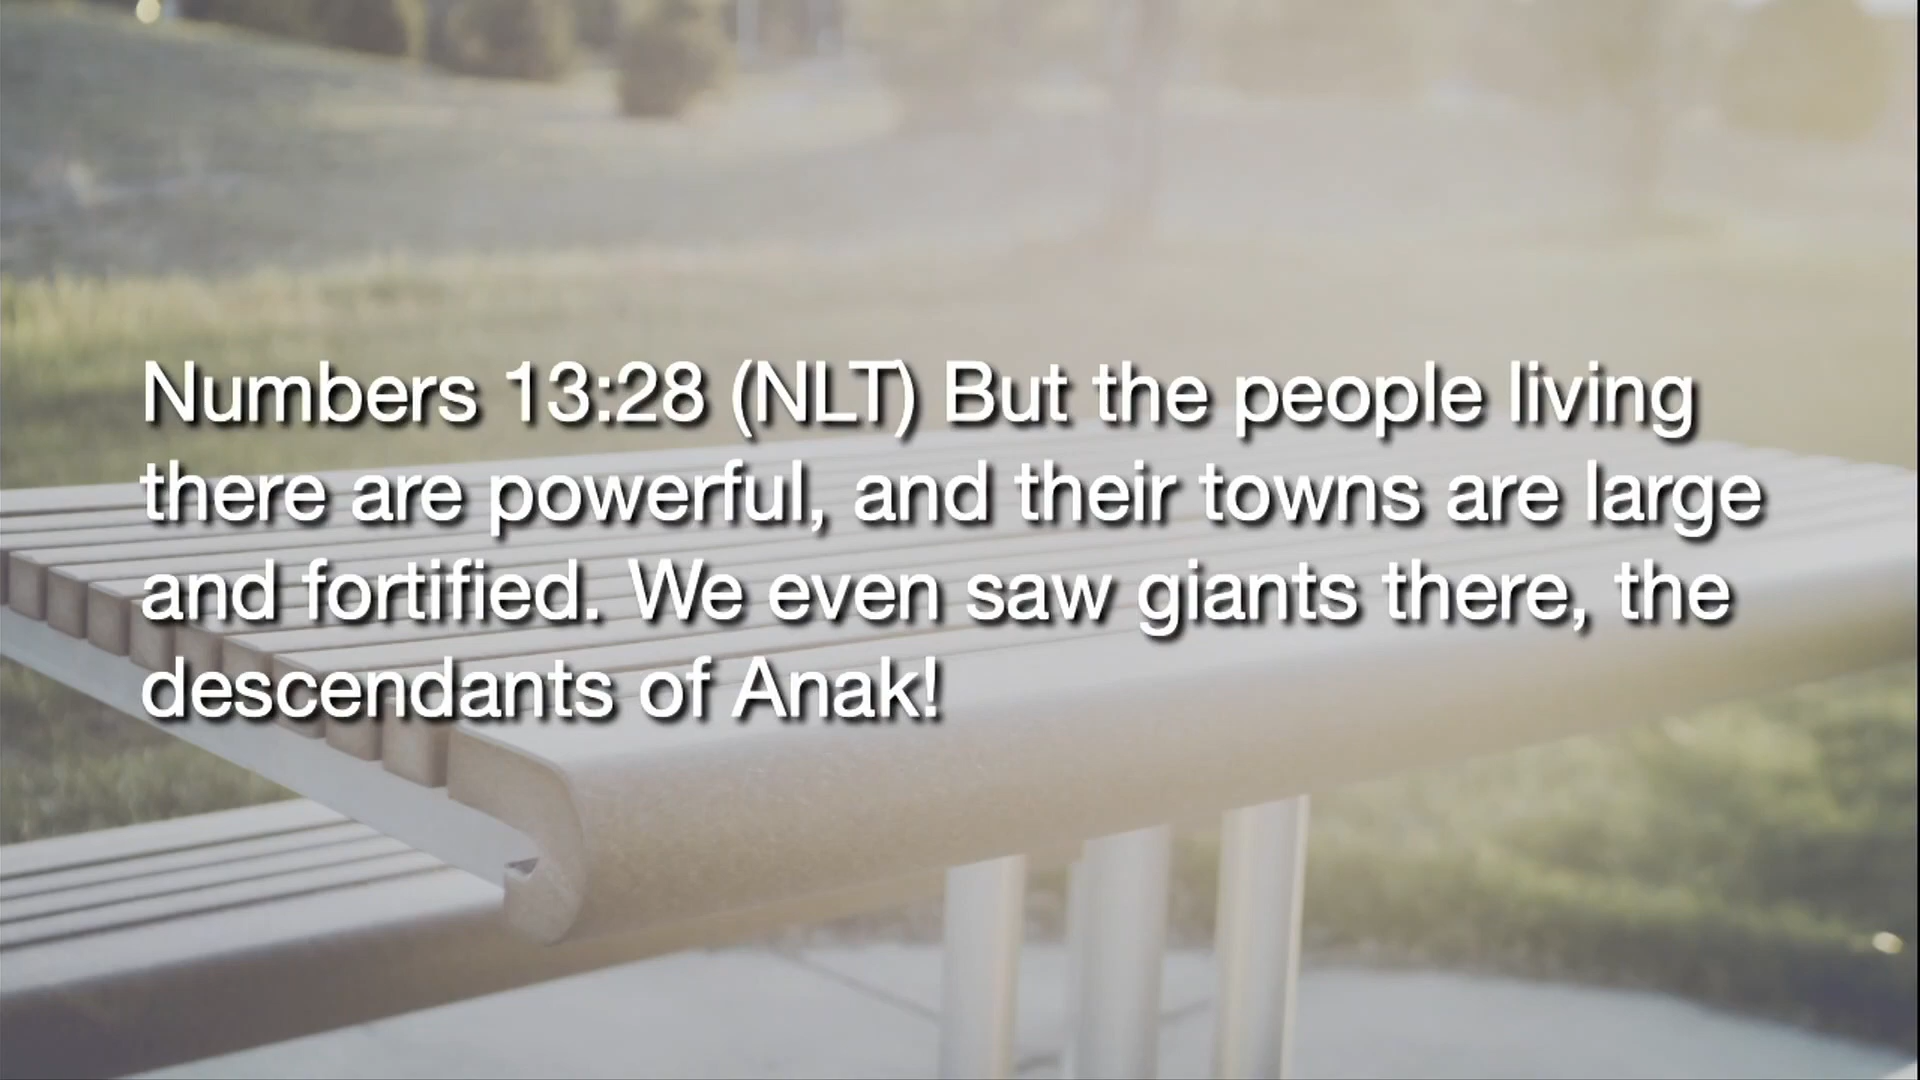 Numbers 13:28 (NLT) But the people living
there are powerful, and their towns are large
and fortified. We even saw giants there, the
descendants of Anak!